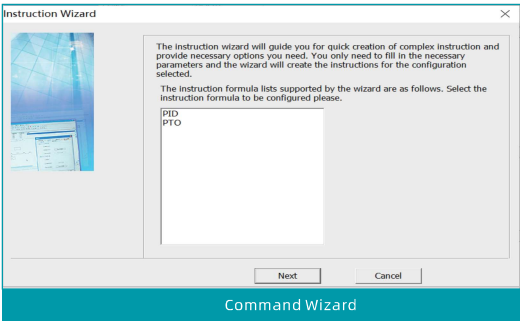 Instruction Wizard
The instruction wizard will guide you for quick creation of complex instruction and
provide necessary options you need. You only need to fill in the necessary
parameters and the wizard will create the instructions for the configuration
selected.
The instruction formula lists supported by the wizard are as follows. Select the
instruction formula to be configured please.
PID
PTO
Next Cancel
Command Wizard